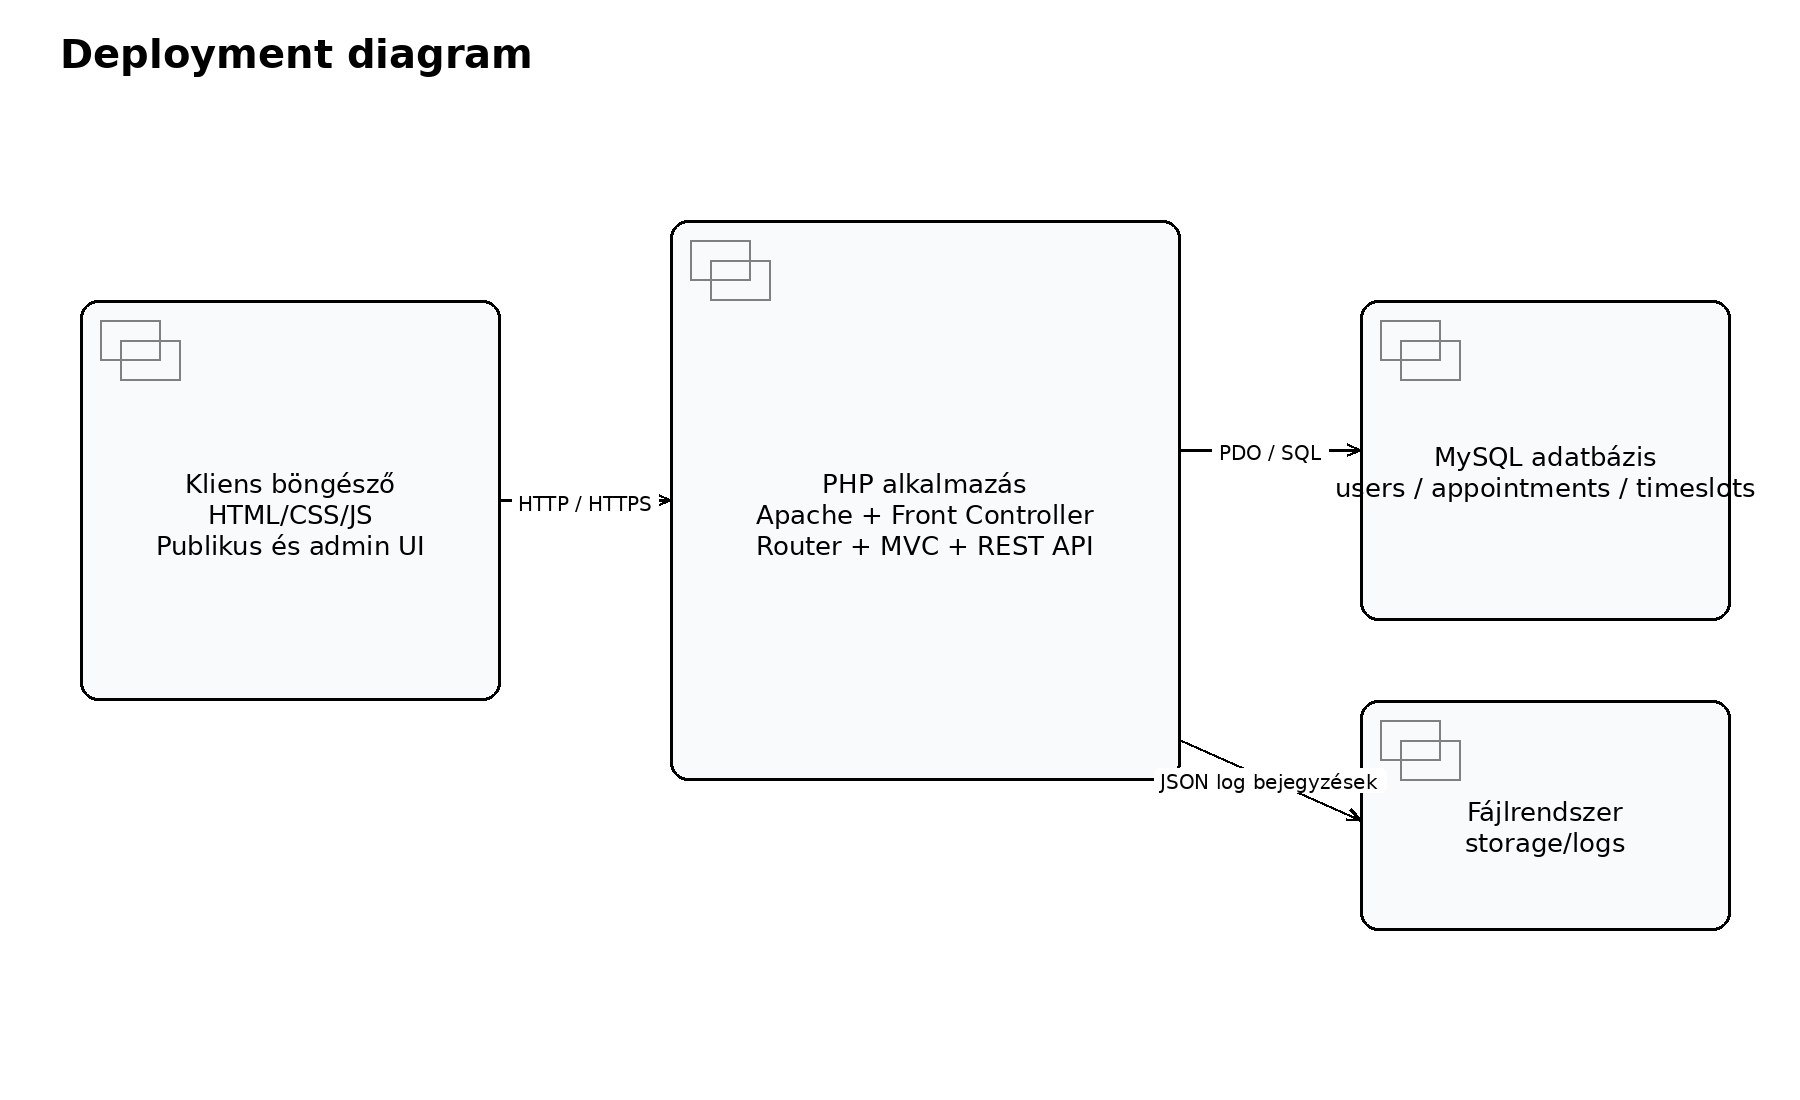 Deployment diagram
Kliens böngésző
HTML/CSS/JS
Publikus és admin UI
HTTP / HTTPS
PHP alkalmazás
Apache + Front Controller
Router + MVC + REST API
PDO / SQL
MySQL adatbázis
users / appointments / timeslots
JSON log bejegyzések
Fájlrendszer
storage/logs